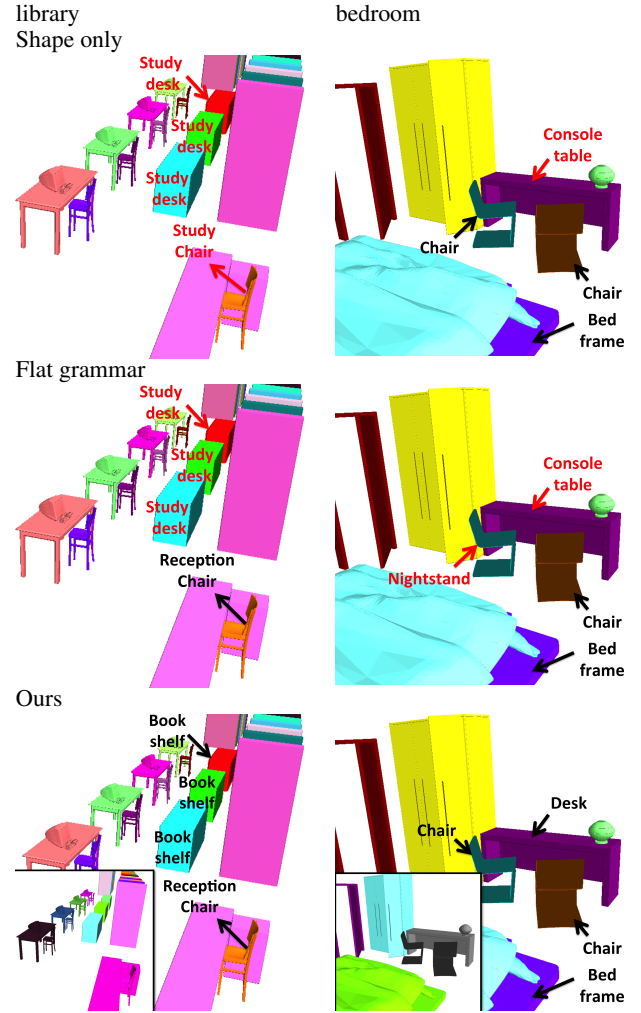 library
bedroom
Shape only
Study
desk
Study
desk
Study
desk
Study
Chair
Console
table
Chair
Chair
Bed
frame
Flat grammar
Study
desk
Study
desk
Study
desk
Reception
Chair
Console
table
Nightstand
Chair
Bed
frame
Ours
Book
shelf
Book
shelf
Book
shelf
Reception
Chair
Desk
Chair
Chair
Bed
frame